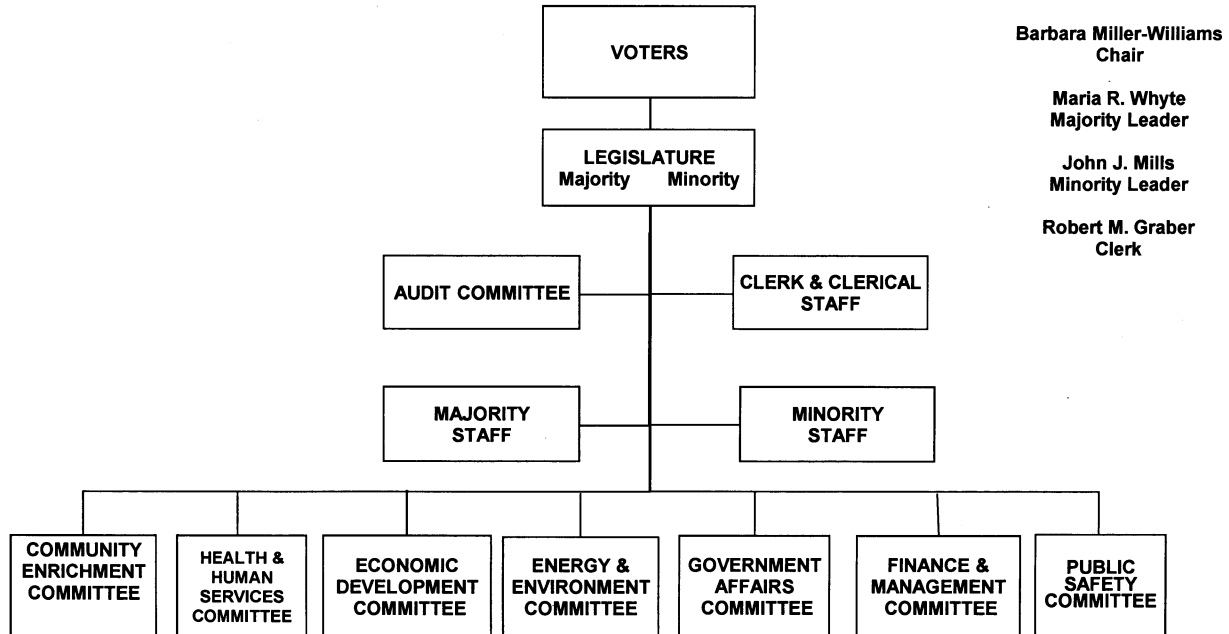 VOTERS
Barbara Miller-Williams
Chair
Maria R. Whyte
Majority Leader
John J. Mills
Minority Leader
Robert M. Graber
Clerk
LEGISLATURE
Majority Minority
AUDIT COMMITTEE
CLERK & CLERICAL
STAFF
MAJORITY
STAFF
MINORITY
STAFF
COMMUNITY
ENRICHMENT
COMMITTEE
HEALTH &
HUMAN
SERVICES
COMMITTEE
ECONOMIC
DEVELOPMENT
COMMITTEE
ENERGY &
ENVIRONMENT
COMMITTEE
GOVERNMENT
AFFAIRS
COMMITTEE
FINANCE &
MANAGEMENT
COMMITTEE
PUBLIC
SAFETY
COMMITTEE